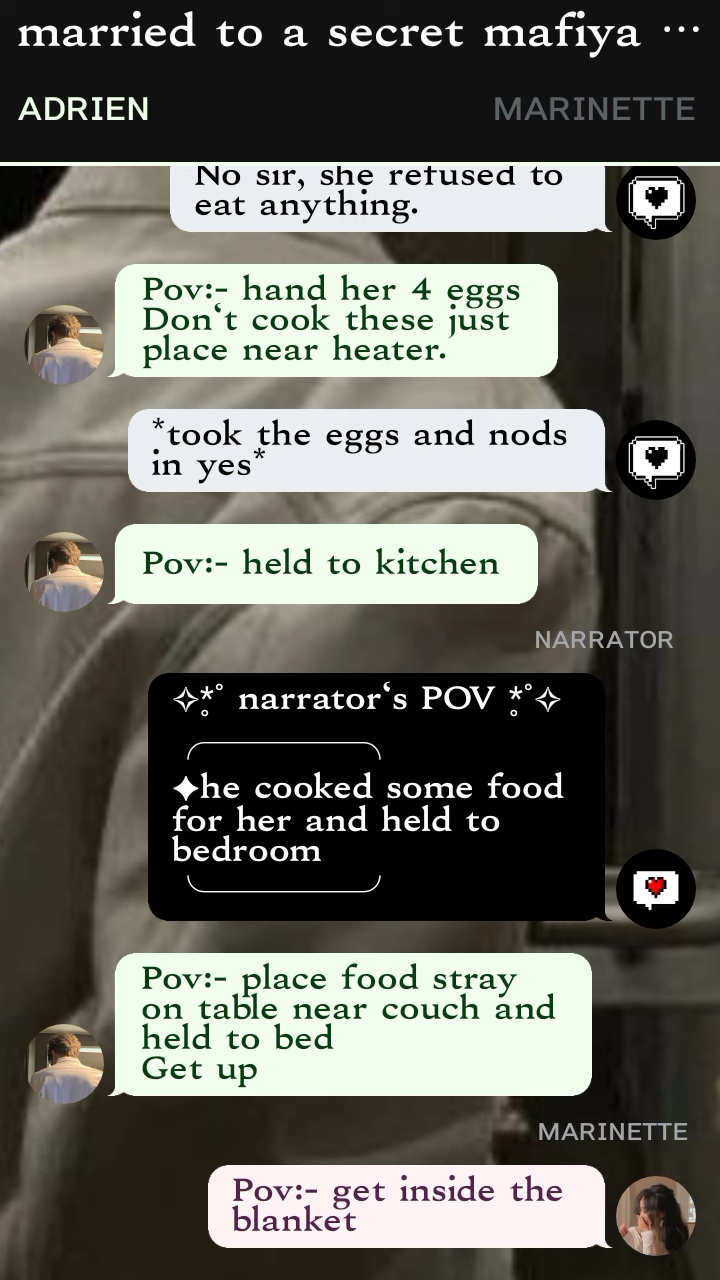 married to a secret mafiya ...
ADRIEN
MARINETTE
No sir, she refused to
eat anything.
Pov:- hand her 4 eggs
Don‘t cook these just
place near heater.
*took the eggs and nods
in yes*
Pov:- held to kitchen
NARRATOR
✧*̥˚ narrator‘s POV *̥˚✧
✦he cooked some food
for her and held to
bedroom
Pov:- place food stray
on table near couch and
held to bed
Get up
MARINETTE
Pov:- get inside the
blanket